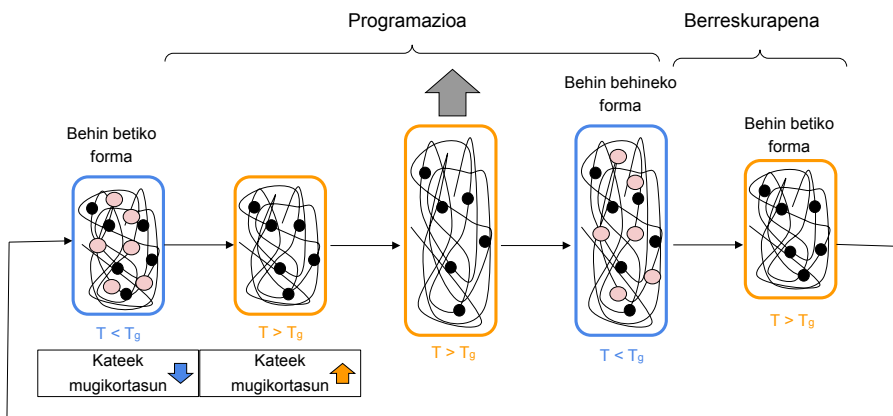 Programazioa
Berreskurapena
Behin betiko
forma
Behin behineko
forma
Behin betiko
forma
T < Tg
T > Tg
T > Tg
T < Tg
T > Tg
Kateek
mugikortasun
Kateek
mugikortasun